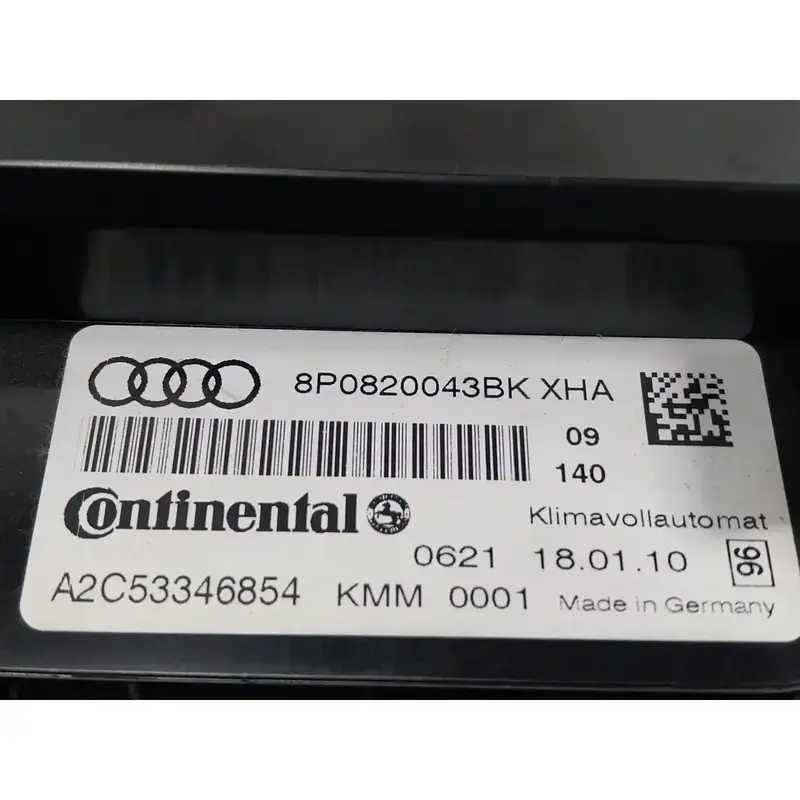 8P0820043BK XHA
09
140
Continental
Klimavollautomat
0621 18.01.10 96
A2C53346854 KMM 0001 Made in Germany